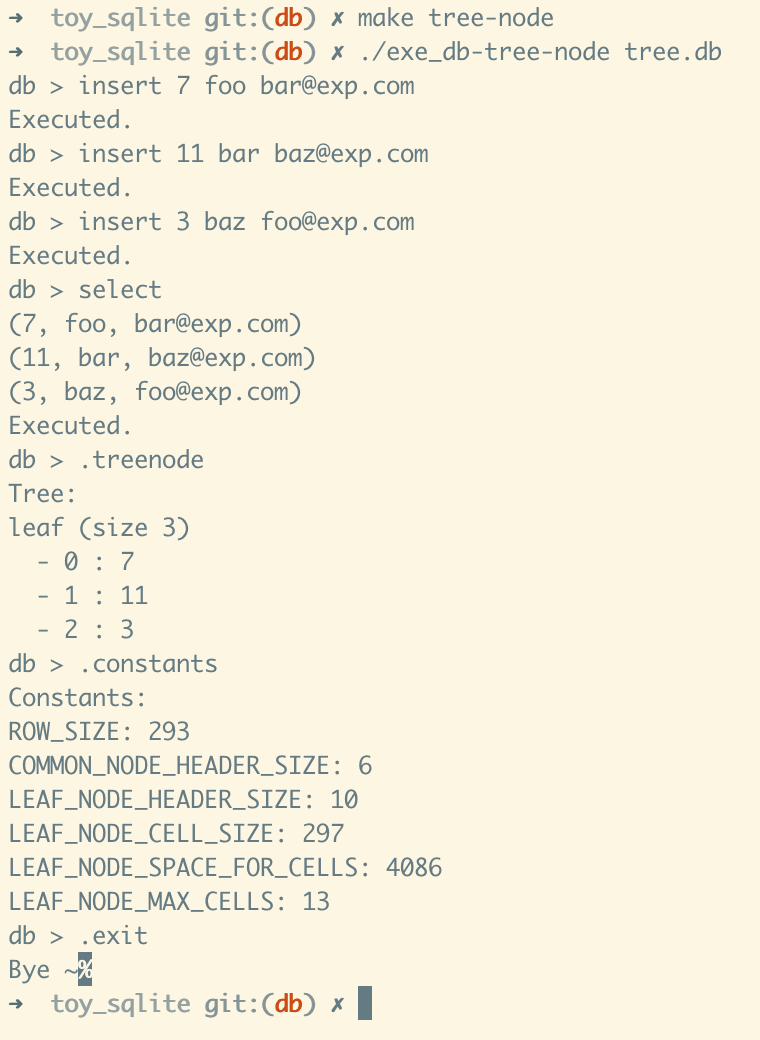 ➜  toy_sqlite git:(db) ✗ make tree-node
➜  toy_sqlite git:(db) ✗ ./exe_db-tree-node tree.db
db > insert 7 foo bar@exp.com
Executed.
db > insert 11 bar baz@exp.com
Executed.
db > insert 3 baz foo@exp.com
Executed.
db > select
(7, foo, bar@exp.com)
(11, bar, baz@exp.com)
(3, baz, foo@exp.com)
Executed.
db > .treenode
Tree:
leaf (size 3)
  - 0 : 7
  - 1 : 11
  - 2 : 3
db > .constants
Constants:
ROW_SIZE: 293
COMMON_NODE_HEADER_SIZE: 6
LEAF_NODE_HEADER_SIZE: 10
LEAF_NODE_CELL_SIZE: 297
LEAF_NODE_SPACE_FOR_CELLS: 4086
LEAF_NODE_MAX_CELLS: 13
db > .exit
Bye ~%
➜  toy_sqlite git:(db) ✗